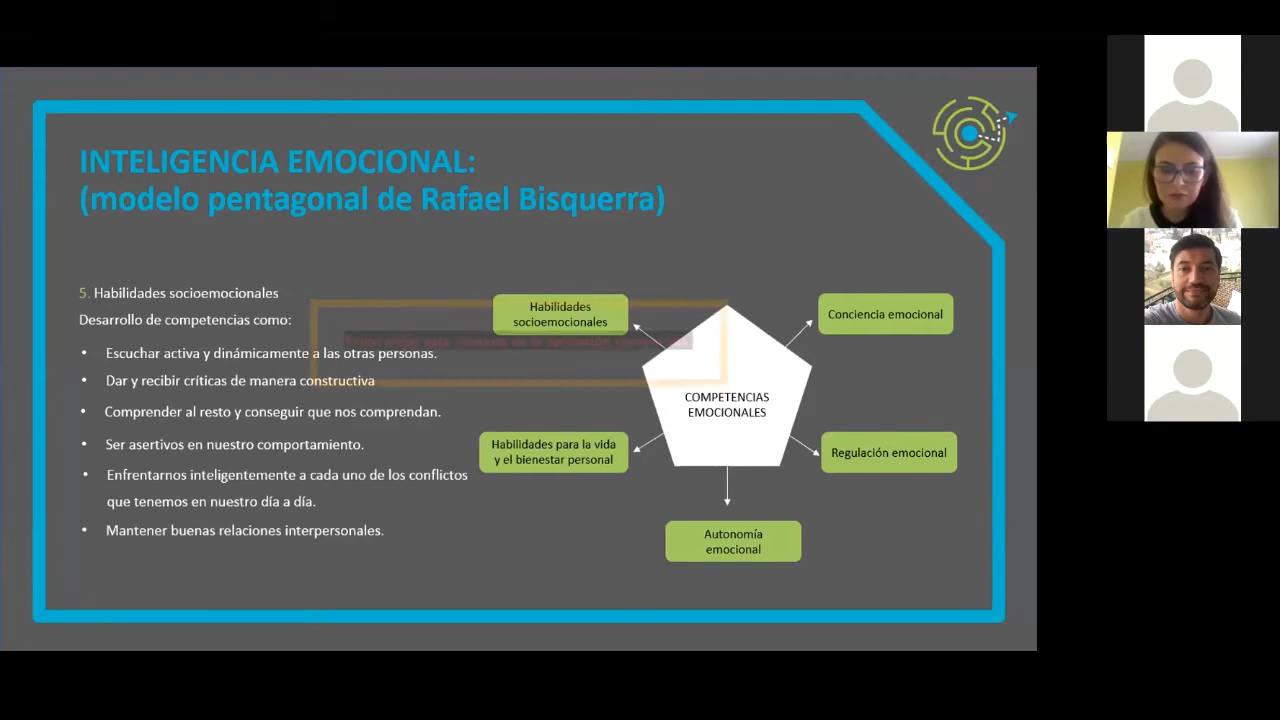 INTELIGENCIA EMOCIONAL:
(modelo pentagonal de Rafael Bisquerra)
5. Habilidades socioemocionales
Desarrollo de competencias como:
• Escuchar activa y dinámicamente a las otras personas.
• Dar y recibir críticas de manera constructiva
• Comprender al resto y conseguir que nos comprendan.
• Ser asertivos en nuestro comportamiento.
• Enfrentarnos inteligentemente a cada uno de los conflictos
que tenemos en nuestro día a día.
• Mantener buenas relaciones interpersonales.
Habilidades
socioemocionales
Conciencia emocional
COMPETENCIAS
EMOCIONALES
Habilidades para la vida
y el bienestar personal
Regulación emocional
Autonomía
emocional